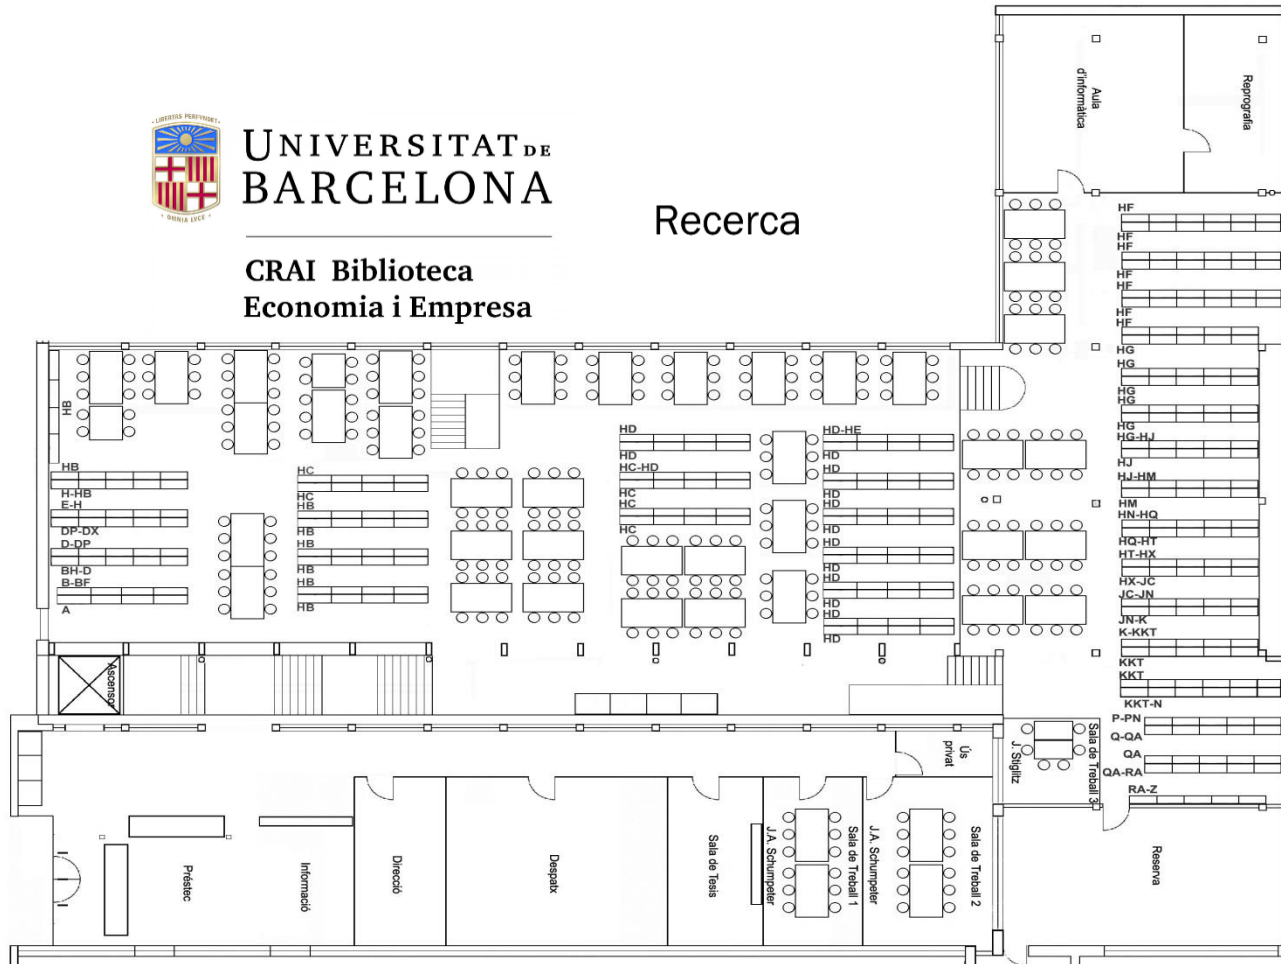 LIBERTAS PERFVNDET
OMNIA LVCE
UNIVERSITAT DE
BARCELONA
CRAI Biblioteca
Economia i Empresa
Recerca
Aula
d'informàtica
Reprografia
HF
HF
HF
HF
HF
HF
HF
HG
HG
HG
HG
HG
HG-HJ
HJ
HJ-HM
HM
HN-HQ
HQ-HT
HT-HX
HX-JC
JC-JN
JN-K
K-KKT
KKT
KKT
KKT-N
P-PN
Q-QA
QA
QA-RA
RA-Z
HB
HB
H-HB
E-H
DP-DX
D-DP
BH-D
B-BF
A
HC
HC
HB
HB
HB
HB
HB
HB
HD
HD
HC-HD
HC
HC
HC
HD-HE
HD
HD
HD
HD
HD
HD
HD
HD
HD
HD
HD
Ascensor
Ús
privat
Sala de Treball 3
J. Stiglitz
Préstec
Informació
Direcció
Despatx
Sala de Tesis
Sala de Treball 1
J.A. Schumpeter
Sala de Treball 2
J.A. Schumpeter
Reserva